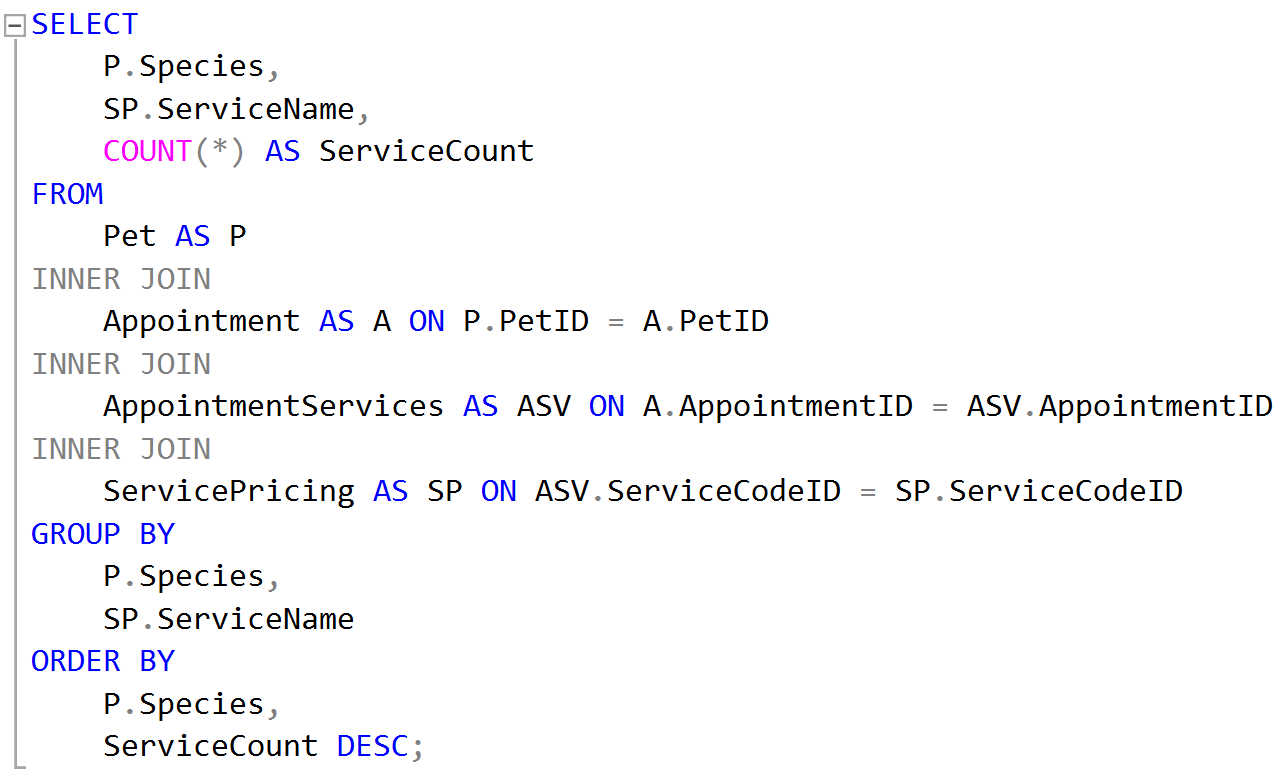 SELECT
    P.Species,
    SP.ServiceName,
    COUNT(*) AS ServiceCount
FROM
    Pet AS P
INNER JOIN
    Appointment AS A ON P.PetID = A.PetID
INNER JOIN
    AppointmentServices AS ASV ON A.AppointmentID = ASV.AppointmentID
INNER JOIN
    ServicePricing AS SP ON ASV.ServiceCodeID = SP.ServiceCodeID
GROUP BY
    P.Species,
    SP.ServiceName
ORDER BY
    P.Species,
    ServiceCount DESC;